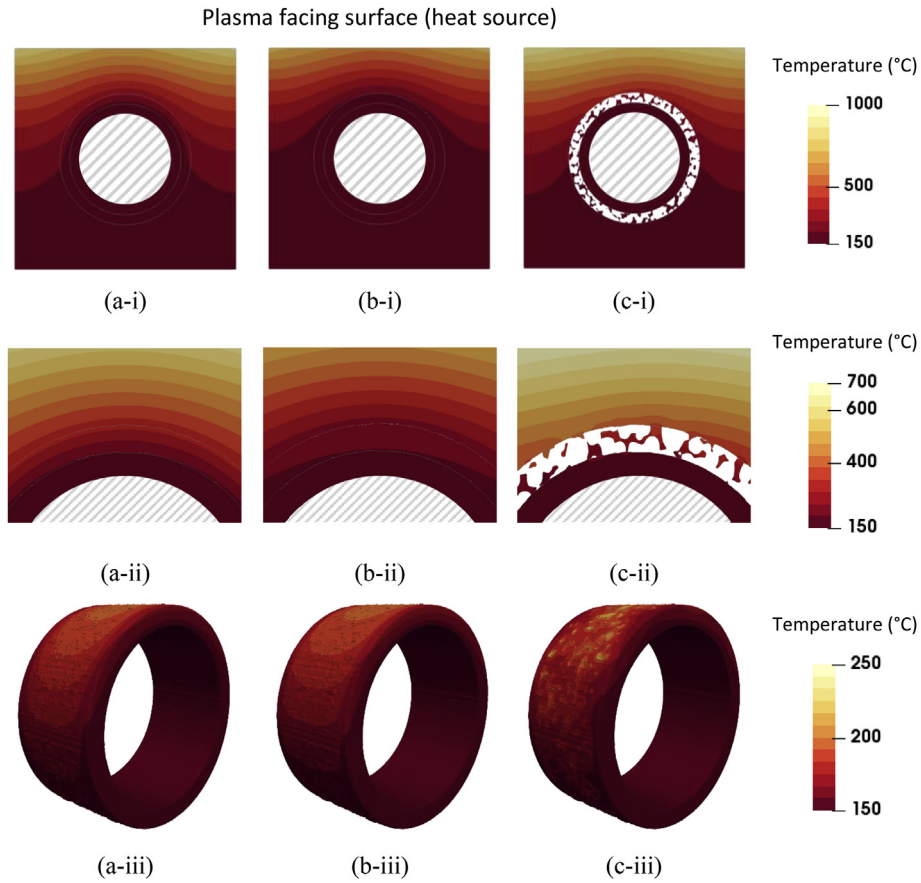 Plasma facing surface (heat source)
Temperature (°C)
1000
500
150
(a-i)
(b-i)
(c-i)
Temperature (°C)
700
600
400
150
(a-ii)
(b-ii)
(c-ii)
Temperature (°C)
250
200
150
(a-iii)
(b-iii)
(c-iii)